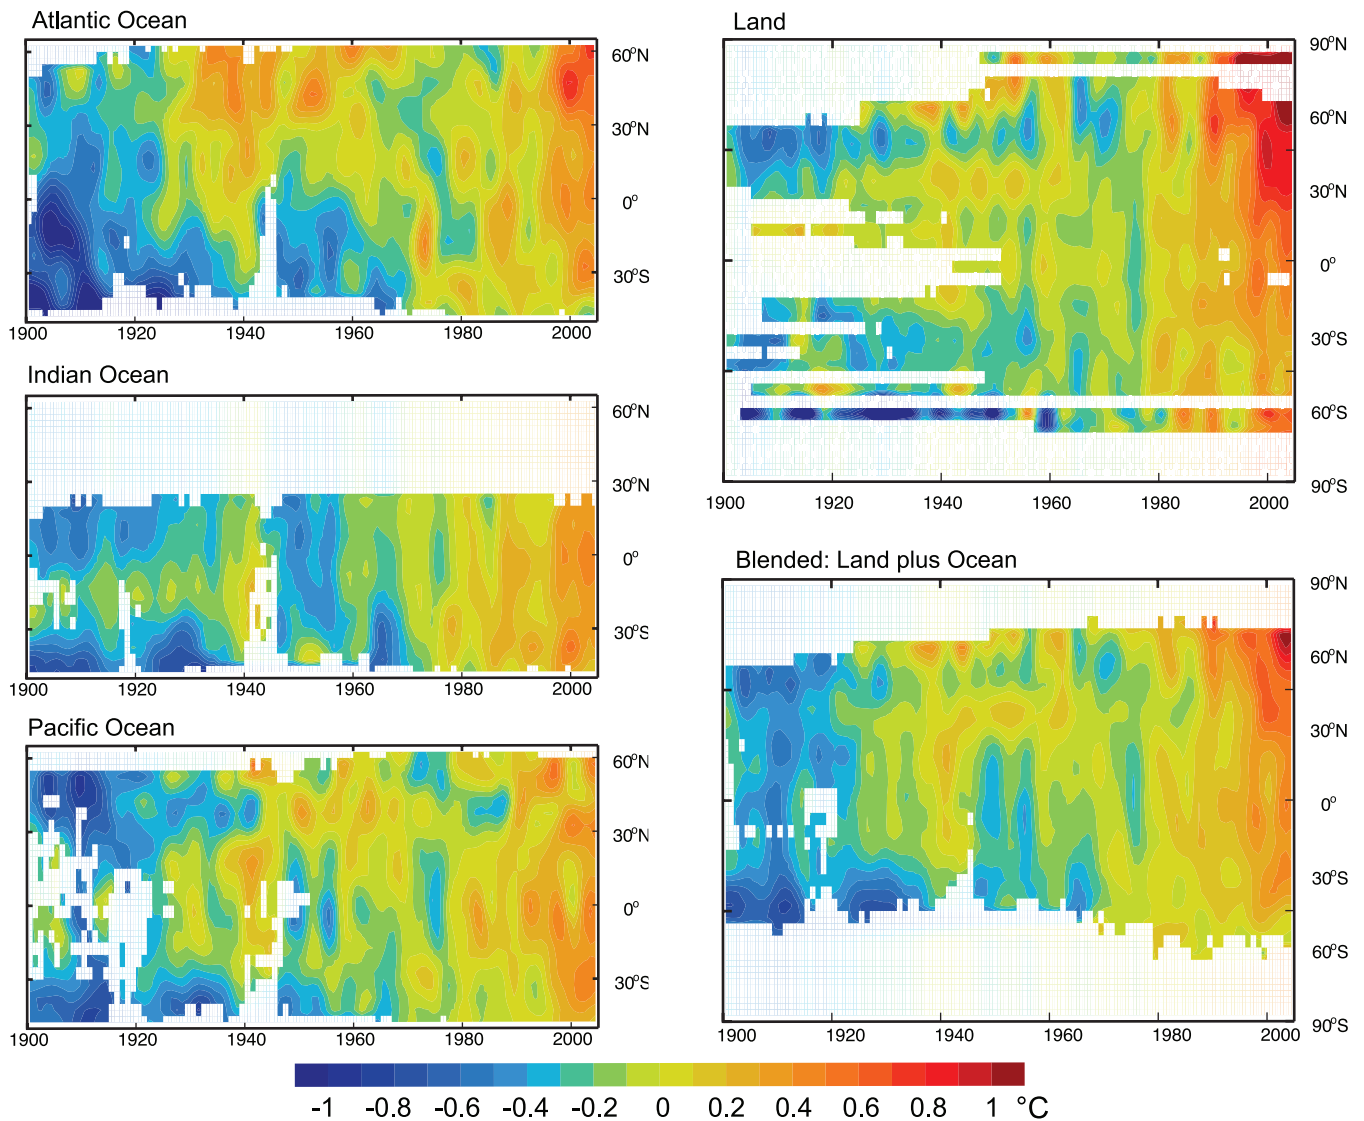 Atlantic Ocean
60°N
30°N
0°
30°S
1900 1920 1940 1960 1980 2000
Indian Ocean
60°N
30°N
0°
30°S
1900 1920 1940 1960 1980 2000
Pacific Ocean
60°N
30°N
0°
30°S
1900 1920 1940 1960 1980 2000
Land
90°N
60°N
30°N
0°
30°S
60°S
90°S
1900 1920 1940 1960 1980 2000
Blended: Land plus Ocean
90°N
60°N
30°N
0°
30°S
60°S
90°S
1900 1920 1940 1960 1980 2000
-1 -0.8 -0.6 -0.4 -0.2 0 0.2 0.4 0.6 0.8 1 °C